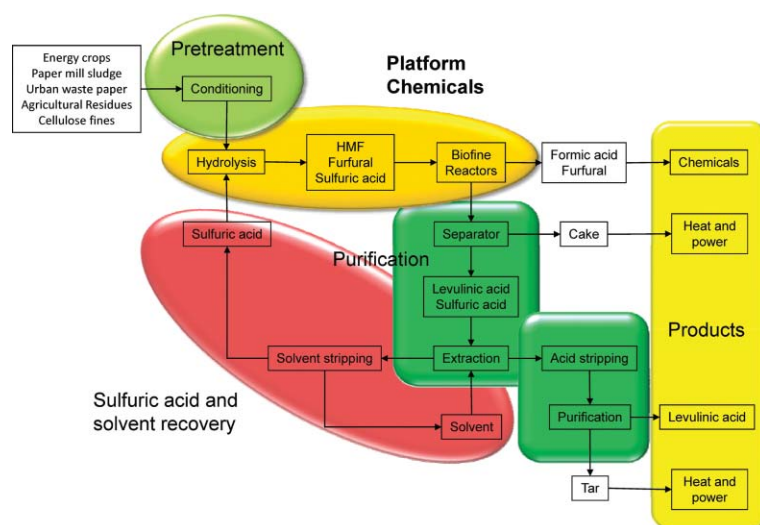 Pretreatment
Energy crops
Paper mill sludge
Urban waste paper
Agricultural Residues
Cellulose fines
Conditioning
Platform
Chemicals
Hydrolysis
HMF
Furfural
Sulfuric acid
Biofine
Reactors
Formic acid
Furfural
Chemicals
Sulfuric acid
Purification
Separator
Cake
Heat and
power
Levulinic acid
Sulfuric acid
Products
Solvent stripping
Extraction
Acid stripping
Sulfuric acid and
solvent recovery
Solvent
Purification
Levulinic acid
Tar
Heat and
power